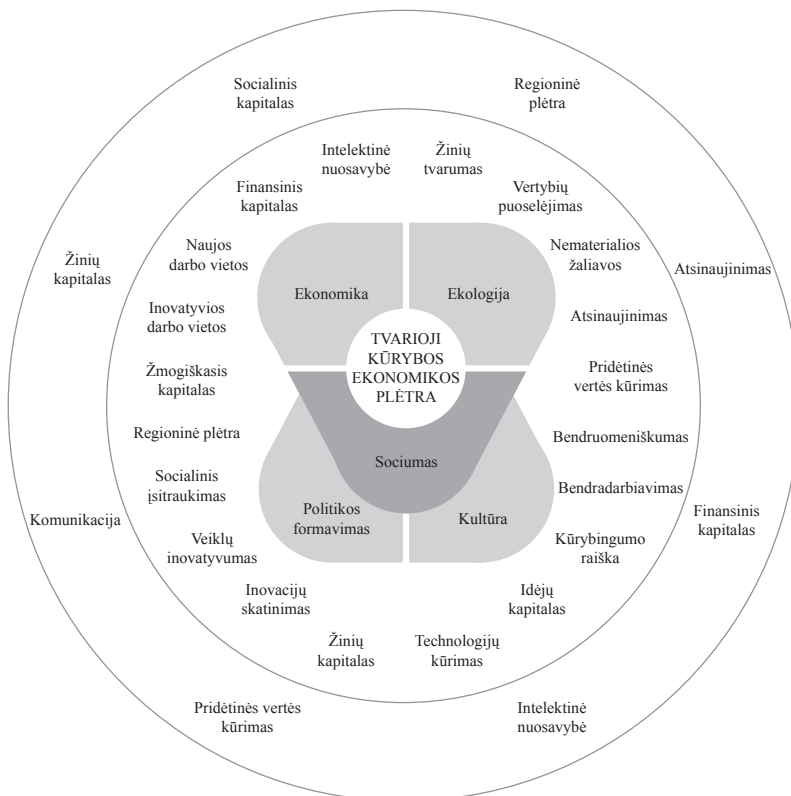 Socialinis
kapitalas
Regioninė
plėtra
Intelektinė
nuosavybė
Žinių
tvarumas
Finansinis
kapitalas
Vertybių
puoselėjimas
Naujos
darbo vietos
Nematerialios
žaliavos
Žinių
kapitalas
Atsinaujinimas
Ekonomika
Ekologija
Inovatyvios
darbo vietos
Atsinaujinimas
TVARIOJI
KŪRYBOS
EKONOMIKOS
PLĖTRA
Žmogiškasis
kapitalas
Pridėtinės
vertės kūrimas
Regioninė plėtra
Bendruomeniškumas
Sociumas
Socialinis
įsitraukimas
Bendradarbiavimas
Komunikacija
Politikos
formavimas
Kultūra
Finansinis
kapitalas
Veiklų
inovatyvumas
Kūrybingumo
raiška
Inovacijų
skatinimas
Idėjų
kapitalas
Žinių
kapitalas
Technologijų
kūrimas
Pridėtinės vertės
kūrimas
Intelektinė
nuosavybė